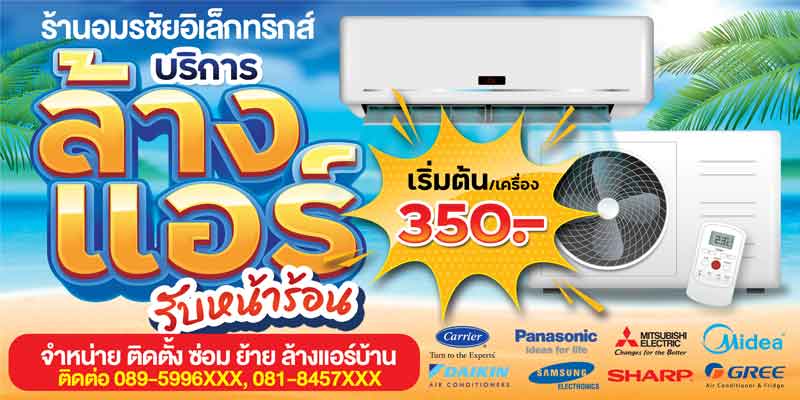 ร้านอมรชัยอิเล็กทริกส์
บริการ
ล้าง
แอร์
รับหน้าร้อน
เริ่มต้น/เครื่อง
350.-
จำหน่าย ติดตั้ง ซ่อม ย้าย ล้างแอร์บ้าน
ติดต่อ 089-5996XXX, 081-8457XXX
Carrier
Turn to the Experts
Panasonic
ideas for life
MITSUBISHI
ELECTRIC
Changes for the Better
Midea
DAIKIN
AIR CONDITIONERS
SAMSUNG
ELECTRONICS
SHARP
GREE
Air Conditioner & Fridge